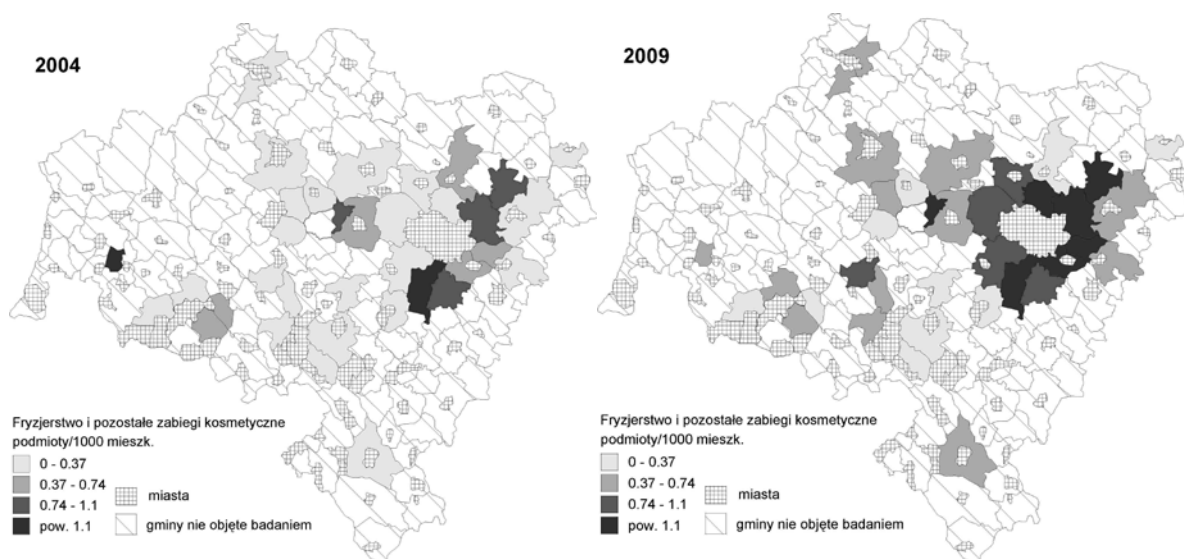 2004
Fryzjerstwo i pozostałe zabiegi kosmetyczne
podmioty/1000 mieszk.
0 - 0.37
0.37 - 0.74
0.74 - 1.1
pow. 1.1
miasta
gminy nie objęte badaniem
2009
Fryzjerstwo i pozostałe zabiegi kosmetyczne
podmioty/1000 mieszk.
0 - 0.37
0.37 - 0.74
0.74 - 1.1
pow. 1.1
miasta
gminy nie objęte badaniem